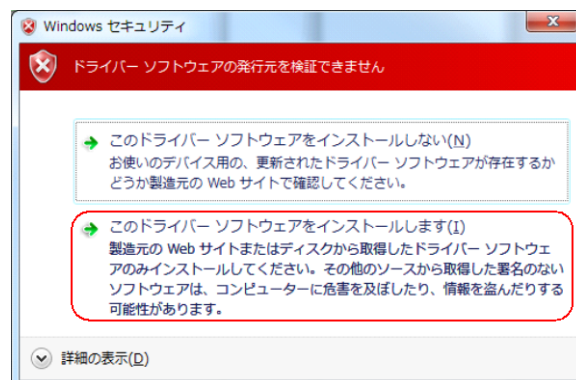 Windows セキュリティ
ドライバー ソフトウェアの発行元を検証できません
このドライバー ソフトウェアをインストールしない(N)
お使いのデバイス用の、更新されたドライバー ソフトウェアが存在するか
どうか製造元の Web サイトで確認してください。
このドライバー ソフトウェアをインストールします(I)
製造元の Web サイトまたはディスクから取得したドライバー ソフトウェ
アのみインストールしてください。その他のソースから取得した署名のない
ソフトウェアは、コンピューターに危害を及ぼしたり、情報を盗んだりする
可能性があります。
詳細の表示(D)